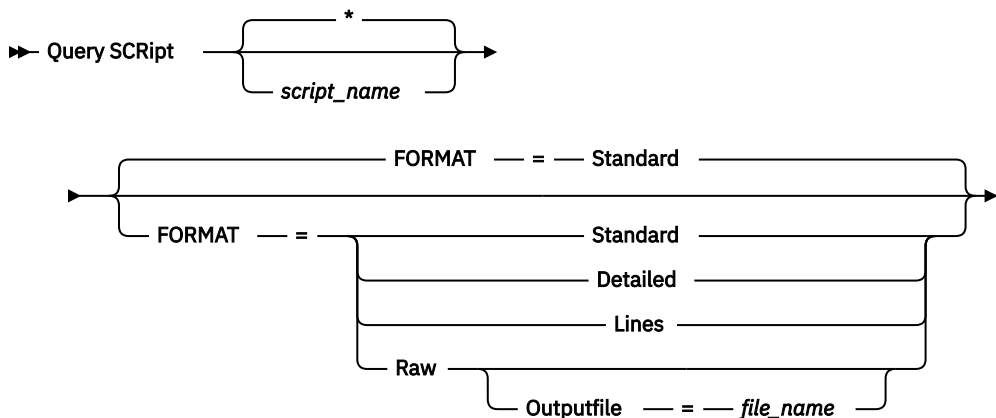 *
Query SCRipt
script_name
FORMAT = Standard
FORMAT = Standard
Detailed
Lines
Raw
Outputfile = file_name